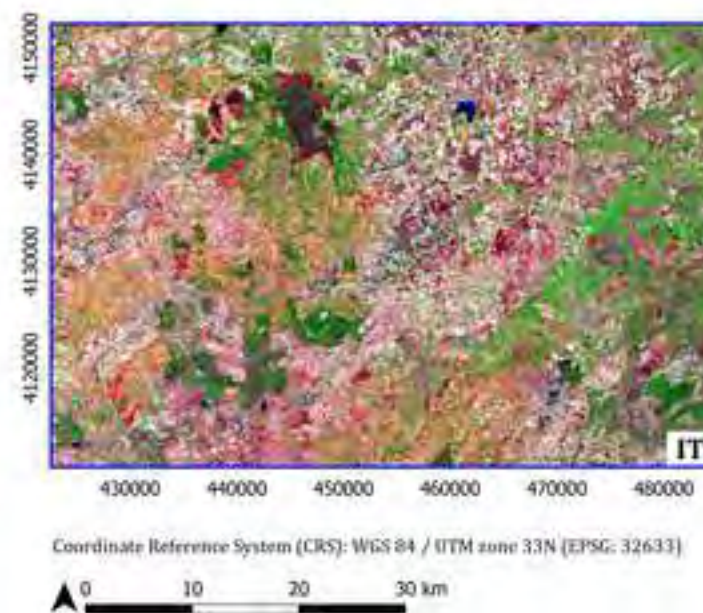 4150000
4140000
4130000
4120000
IT
430000 440000 450000 460000 470000 480000
Coordinate Reference System (CRS): WGS 84 / UTM zone 33N (EPSG: 32633)
0 10 20 30 km